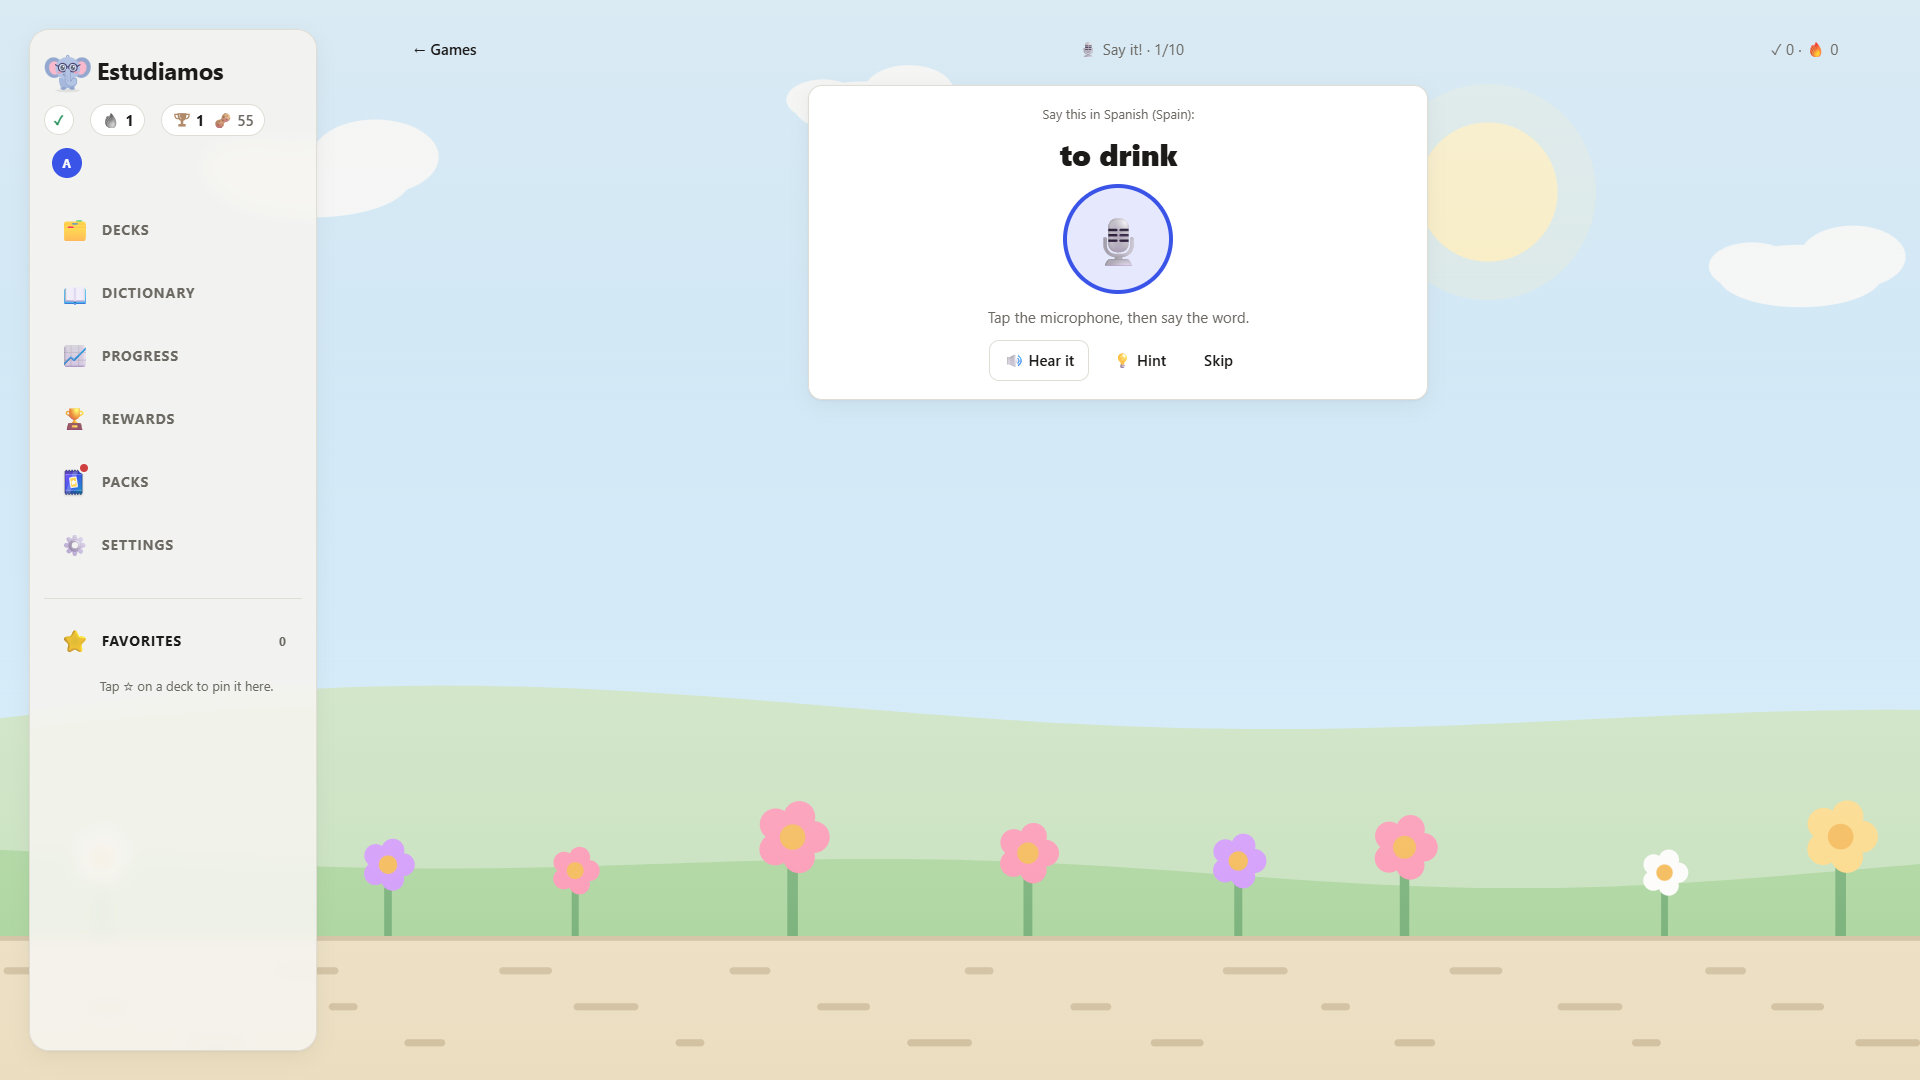 Estudiamos
✓ 1 1 55
A
DECKS
DICTIONARY
PROGRESS
REWARDS
PACKS
SETTINGS
FAVORITES 0
Tap ☆ on a deck to pin it here.
← Games
Say it! · 1/10
✓ 0 · 0
Say this in Spanish (Spain):
to drink
Tap the microphone, then say the word.
Hear it
Hint
Skip